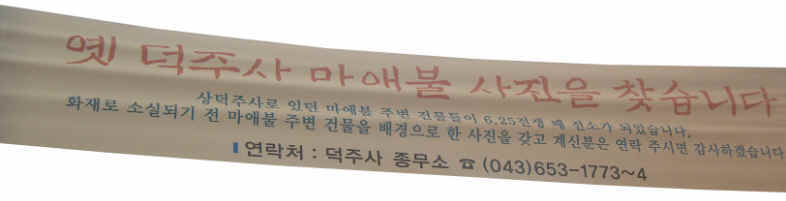 옛 덕주사 마애불 사진을 찾습니다
상덕주사로 있던 마애불 주변 건물들이 6.25전쟁 때 전소가 되었습니다.
화재로 소실되기 전 마애불 주변 건물을 배경으로 한 사진을 갖고 계신분은 연락 주시면 감사하겠습니다
연락처 : 덕주사 종무소 ☎ (043)653-1773~4